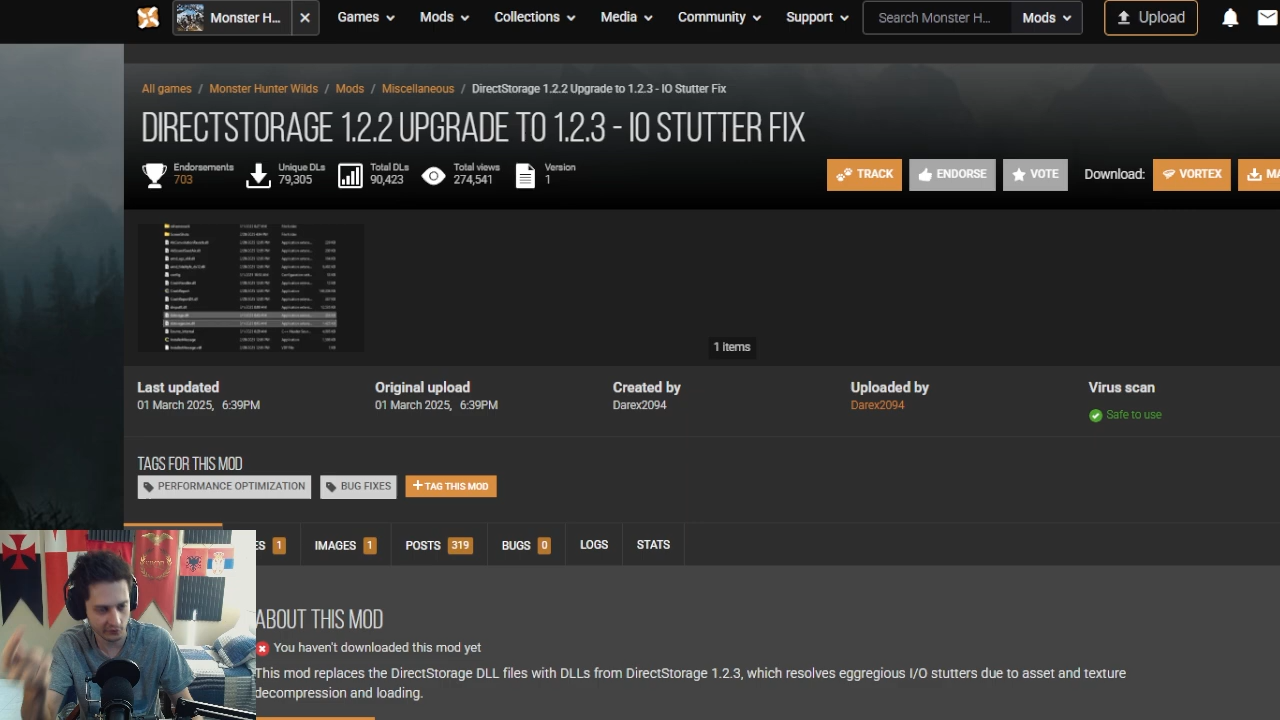 Monster H...
Games
Mods
Collections
Media
Community
Support
Search Monster H...
Mods
Upload
All games / Monster Hunter Wilds / Mods / Miscellaneous / DirectStorage 1.2.2 Upgrade to 1.2.3 - IO Stutter Fix
DIRECTSTORAGE 1.2.2 UPGRADE TO 1.2.3 - IO STUTTER FIX
Endorsements
703
Unique DLs
79,305
Total DLs
90,423
Total views
274,541
Version
1
TRACK
ENDORSE
VOTE
Download:
VORTEX
MA
1 items
Last updated
01 March 2025, 6:39PM
Original upload
01 March 2025, 6:39PM
Created by
Darex2094
Uploaded by
Darex2094
Virus scan
Safe to use
TAGS FOR THIS MOD
PERFORMANCE OPTIMIZATION
BUG FIXES
+TAG THIS MOD
ES 1
IMAGES 1
POSTS 319
BUGS 0
LOGS
STATS
ABOUT THIS MOD
You haven't downloaded this mod yet
This mod replaces the DirectStorage DLL files with DLLs from DirectStorage 1.2.3, which resolves eggregious IO stutters due to asset and texture
decompression and loading.